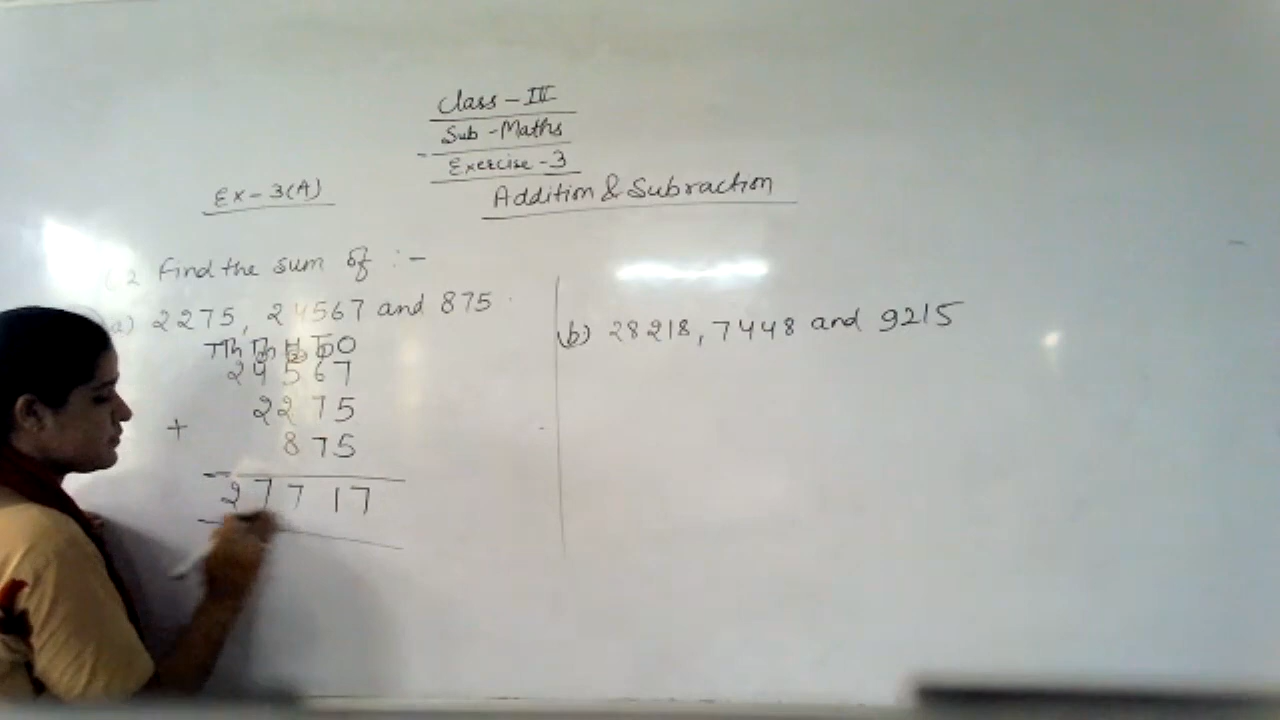 Class - III
Sub - Maths
Exercise - 3
Ex - 3(A)
Addition & Subraction
2 Find the sum of : -
a) 2275, 24567 and 875
(b) 28218, 7448 and 9215
TTh Th H T O
24567
2275
+ 875
27717